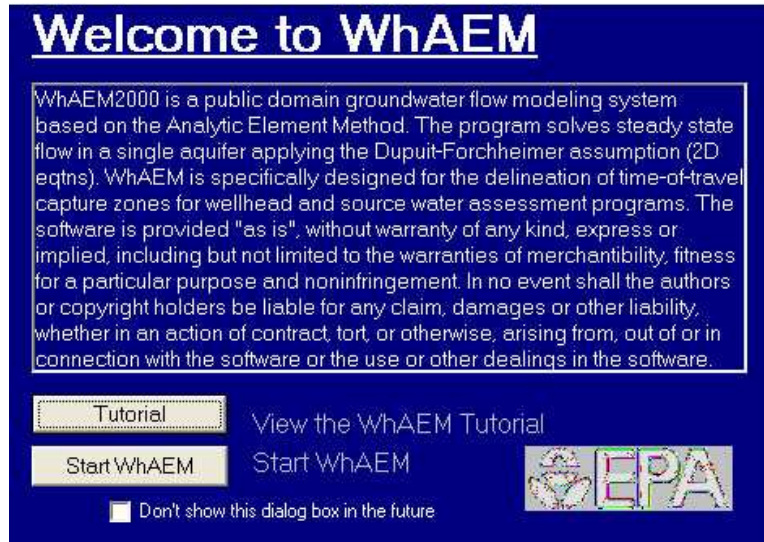 Welcome to WhAEM
WhAEM2000 is a public domain groundwater flow modeling system
based on the Analytic Element Method. The program solves steady state
flow in a single aquifer applying the Dupuit-Forchheimer assumption (2D
eqtns). WhAEM is specifically designed for the delineation of time-of-travel
capture zones for wellhead and source water assessment programs. The
software is provided "as is", without warranty of any kind, express or
implied, including but not limited to the warranties of merchantibility, fitness
for a particular purpose and noninfringement. In no event shall the authors
or copyright holders be liable for any claim, damages or other liability,
whether in an action of contract, tort, or otherwise, arising from, out of or in
connection with the software or the use or other dealings in the software.
Tutorial
View the WhAEM Tutorial
Start WhAEM
Start WhAEM
EPA
Don't show this dialog box in the future